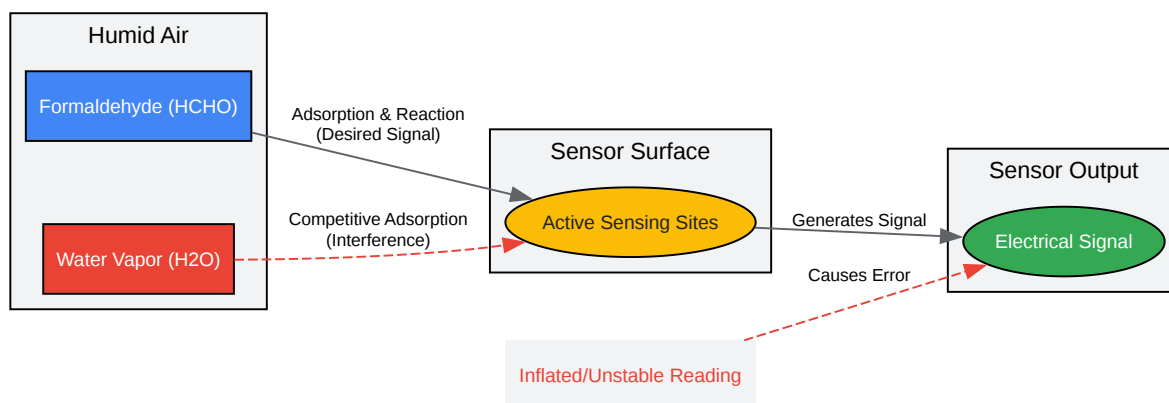 Humid Air
Formaldehyde (HCHO)
Water Vapor (H2O)
Adsorption & Reaction
(Desired Signal)
Competitive Adsorption
(Interference)
Sensor Surface
Active Sensing Sites
Generates Signal
Causes Error
Inflated/Unstable Reading
Sensor Output
Electrical Signal